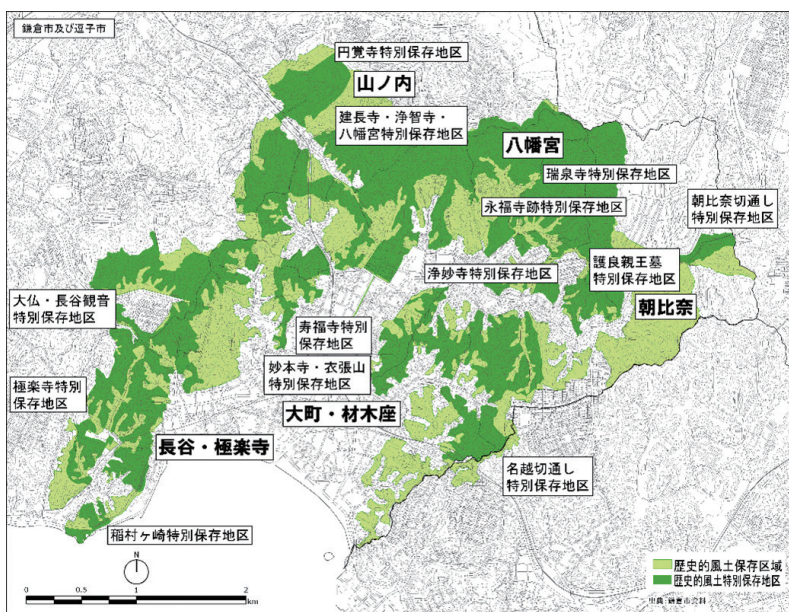 鎌倉市及び逗子市
円覚寺特別保存地区
山ノ内
建長寺・浄智寺・
八幡宮特別保存地区
八幡宮
瑞泉寺特別保存地区
永福寺跡特別保存地区
朝比奈切通し
特別保存地区
浄妙寺特別保存地区
護良親王墓
特別保存地区
朝比奈
大仏・長谷観音
特別保存地区
寿福寺特別
保存地区
妙本寺・衣張山
特別保存地区
極楽寺特別
保存地区
大町・材木座
長谷・極楽寺
名越切通し
特別保存地区
稲村ヶ崎特別保存地区
N
0 0.5 1 2
km
歴史的風土保存区域
歴史的風土特別保存地区
出典：鎌倉市資料